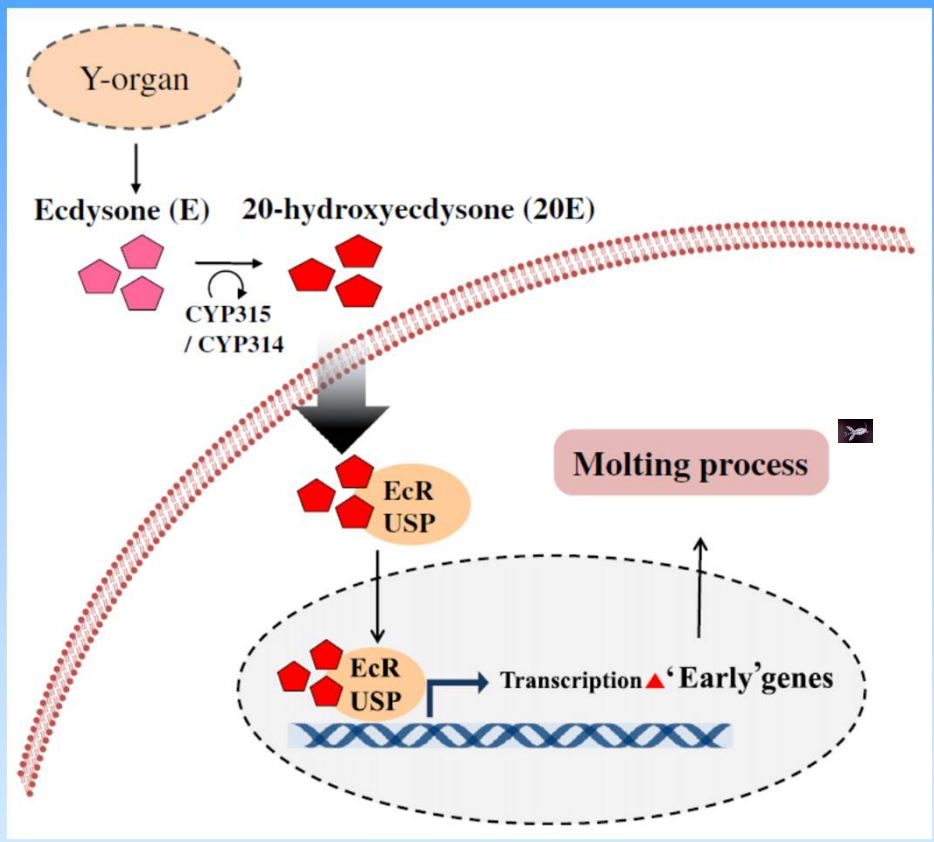 Y-organ
Ecdysone (E)
20-hydroxyecdysone (20E)
CYP315
/ CYP314
EcR
USP
Molting process
EcR
USP
Transcription ▲‘Early’genes